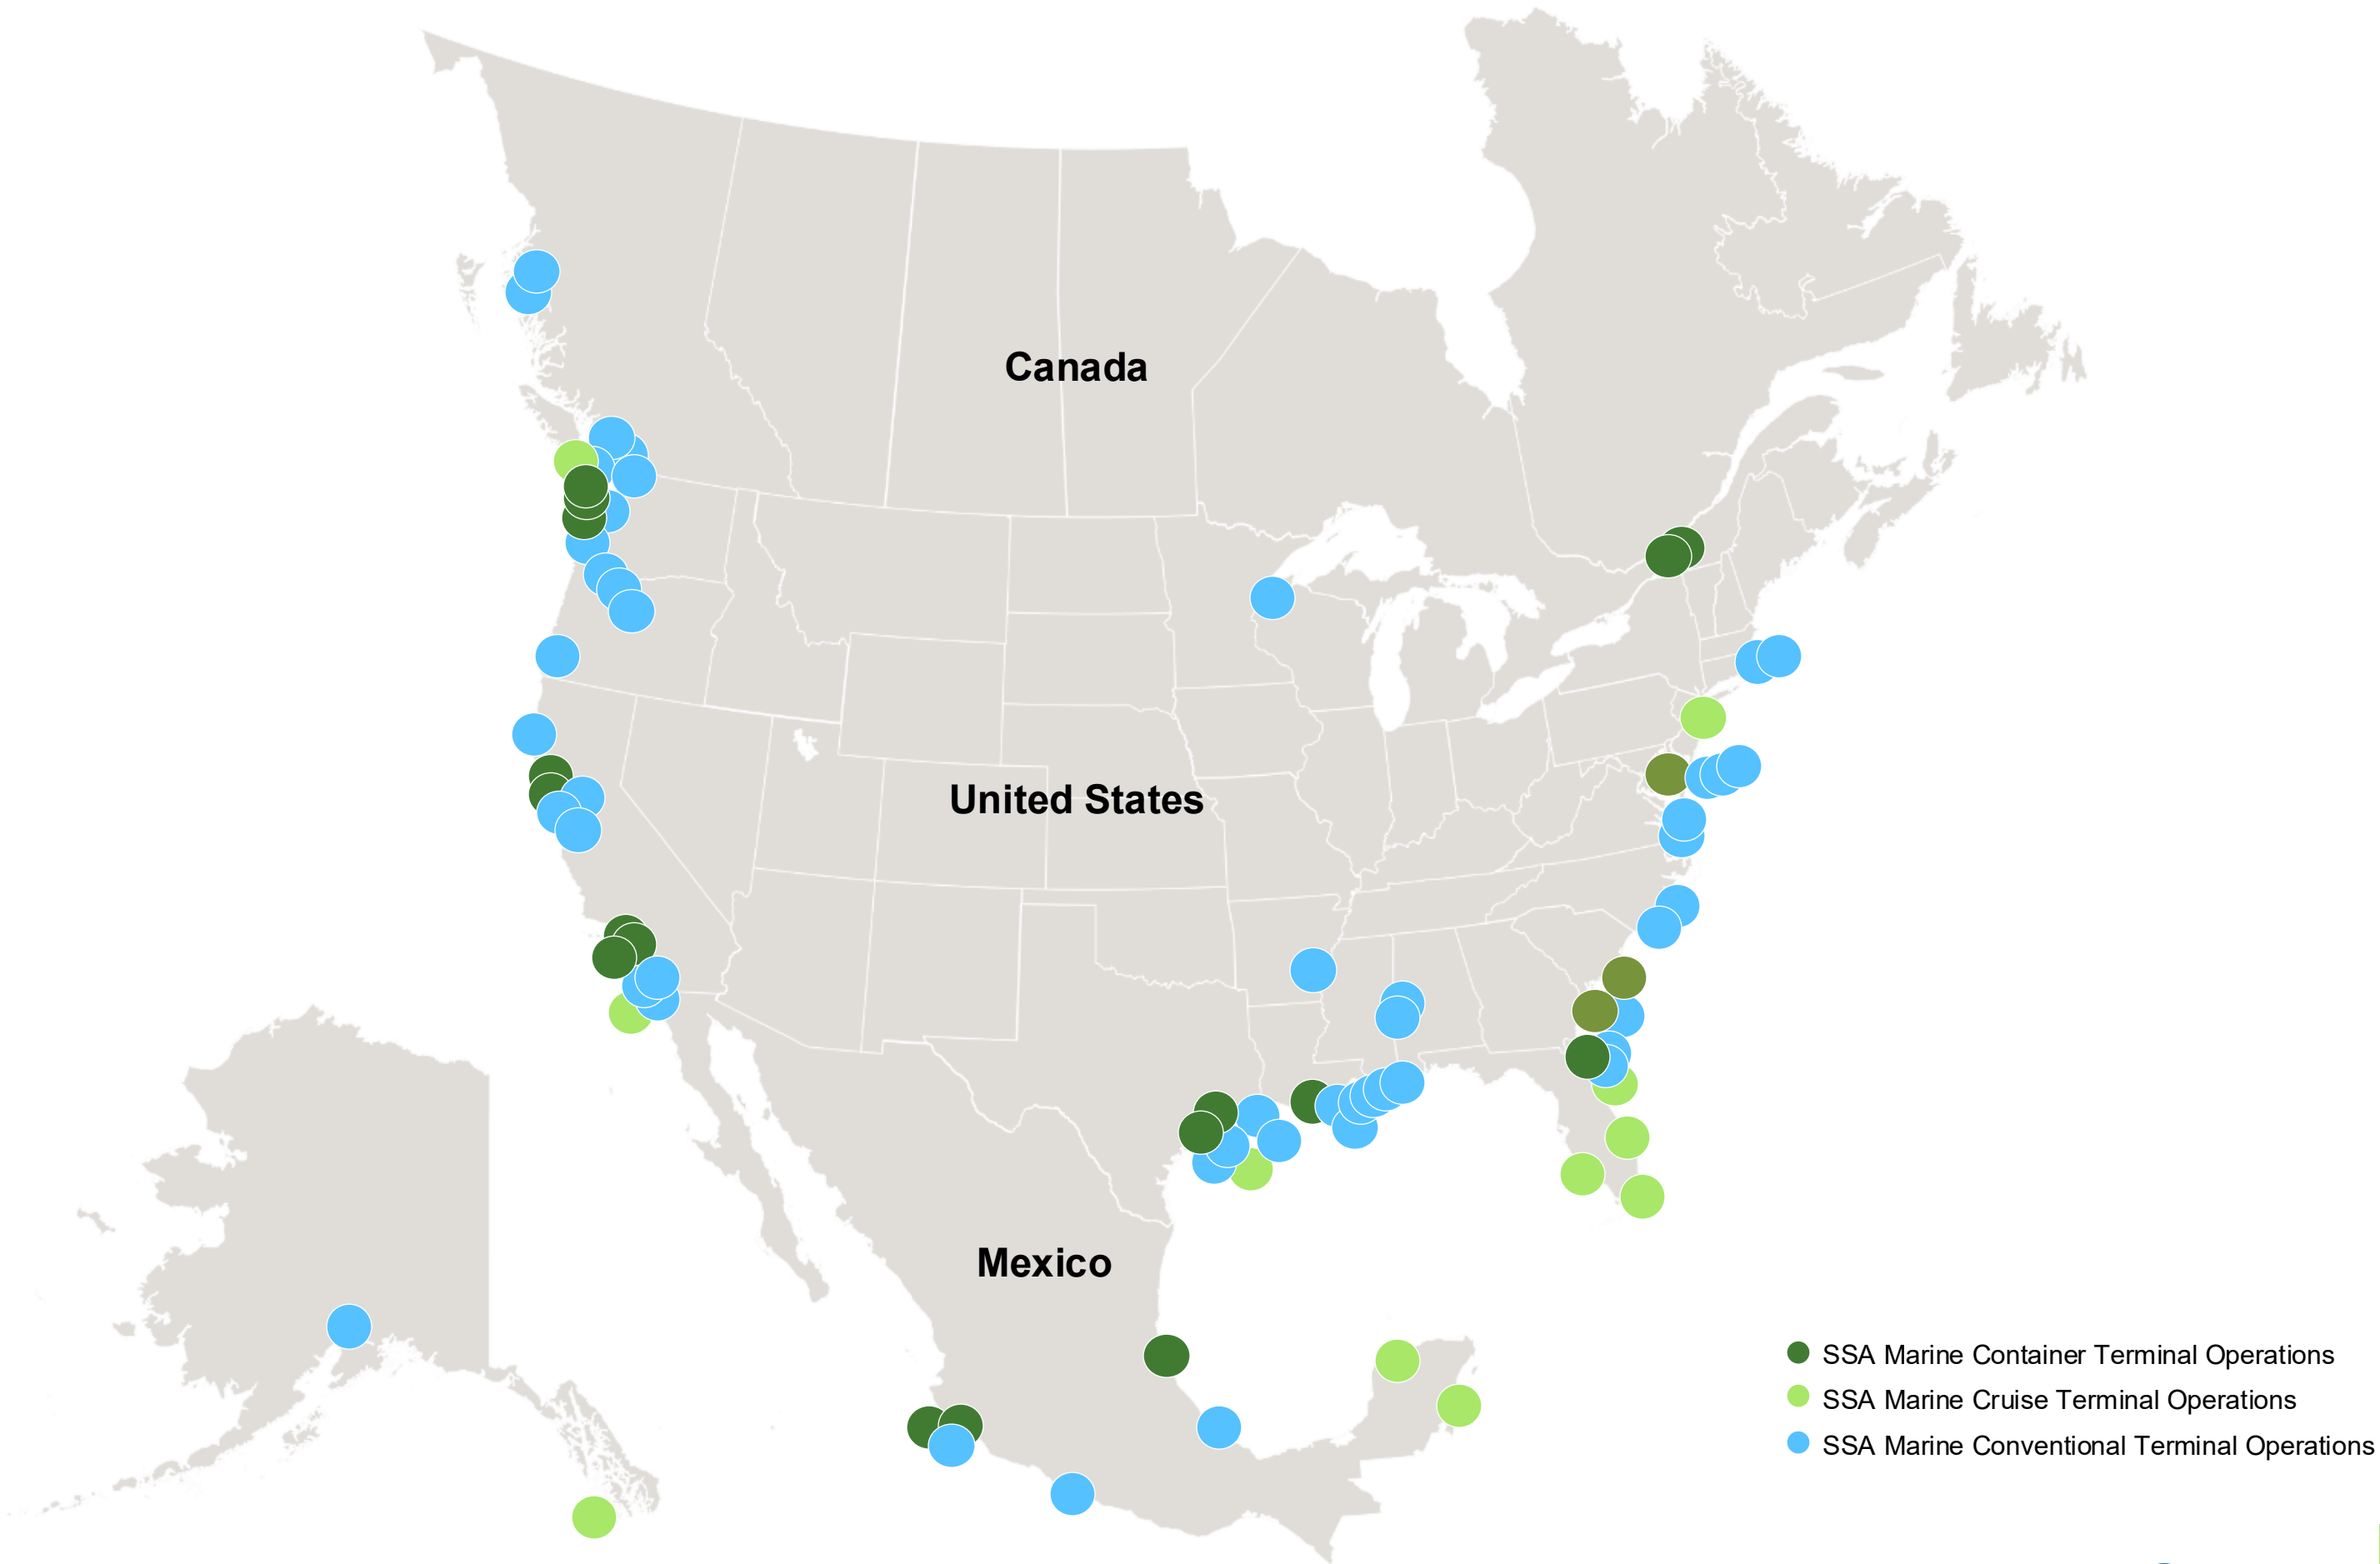 Canada
United States
Mexico
SSA Marine Container Terminal Operations
SSA Marine Cruise Terminal Operations
SSA Marine Conventional Terminal Operations